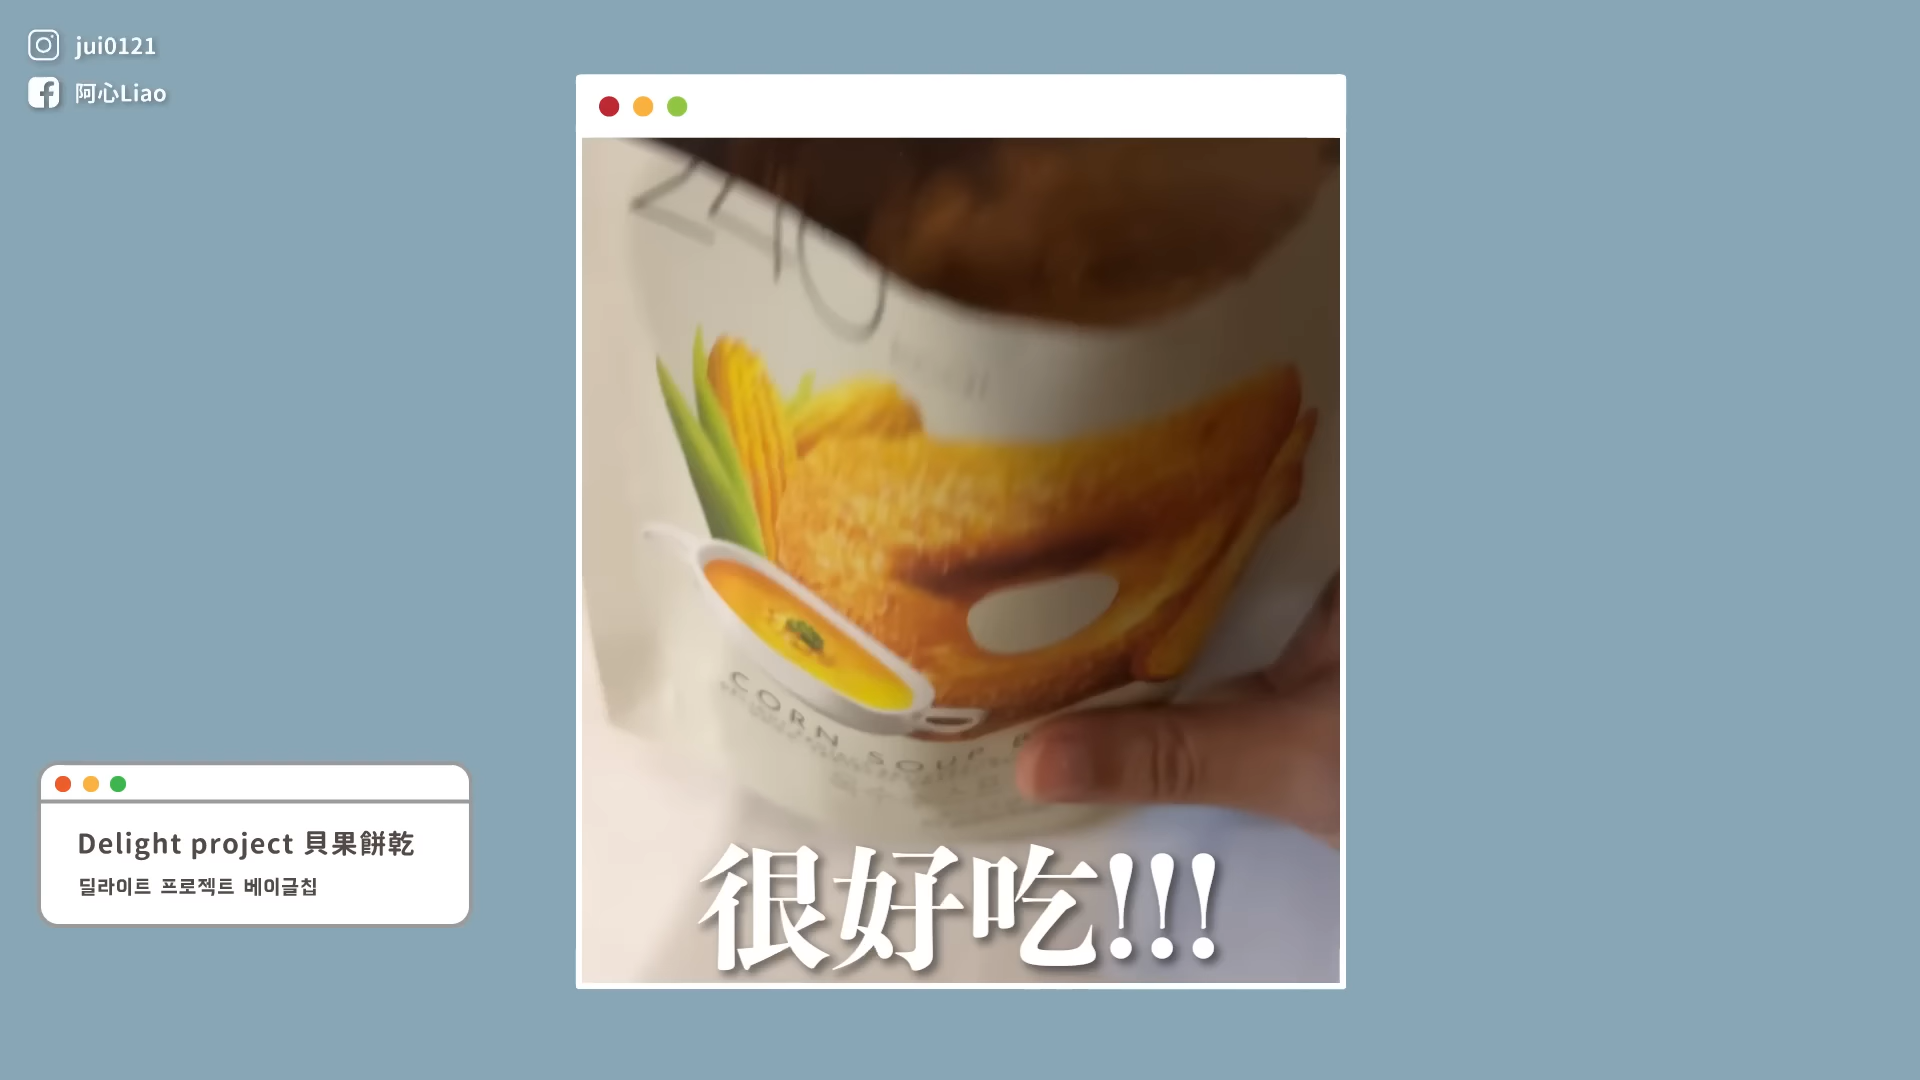 jui0121
阿心Liao
CORN SOUP
Delight project 貝果餅乾
딜라이트 프로젝트 베이글칩
很好吃!!!